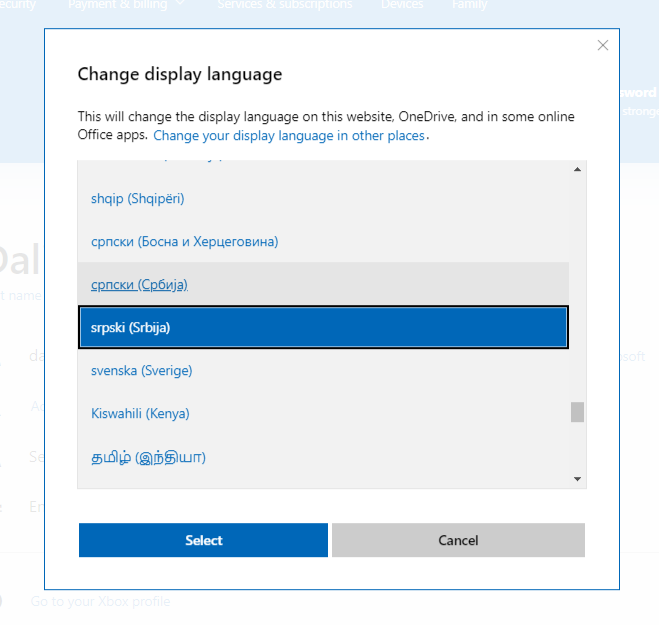 Payment & billing
Services & subscriptions
Devices
Family
Change display language
This will change the display language on this website, OneDrive, and in some online
Office apps. Change your display language in other places.
shqip (Shqipëri)
српски (Босна и Херцеговина)
српски (Србија)
srpski (Srbija)
svenska (Sverige)
Kiswahili (Kenya)
தமிழ் (இந்தியா)
Select
Cancel
Go to your Xbox profile